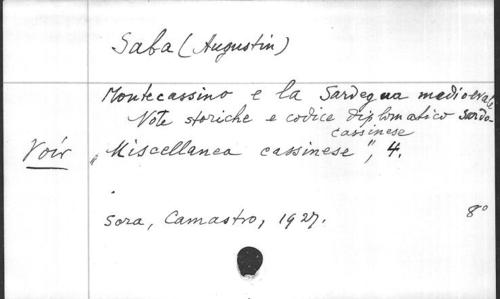 Saba (Augustin)
Montecassino e la Sardegna medioevale
Note storiche e codice diplomatico sardo-
cassinese
Voir "Miscellanea cassinese", 4.
Sora, Camastro, 1927. 8°